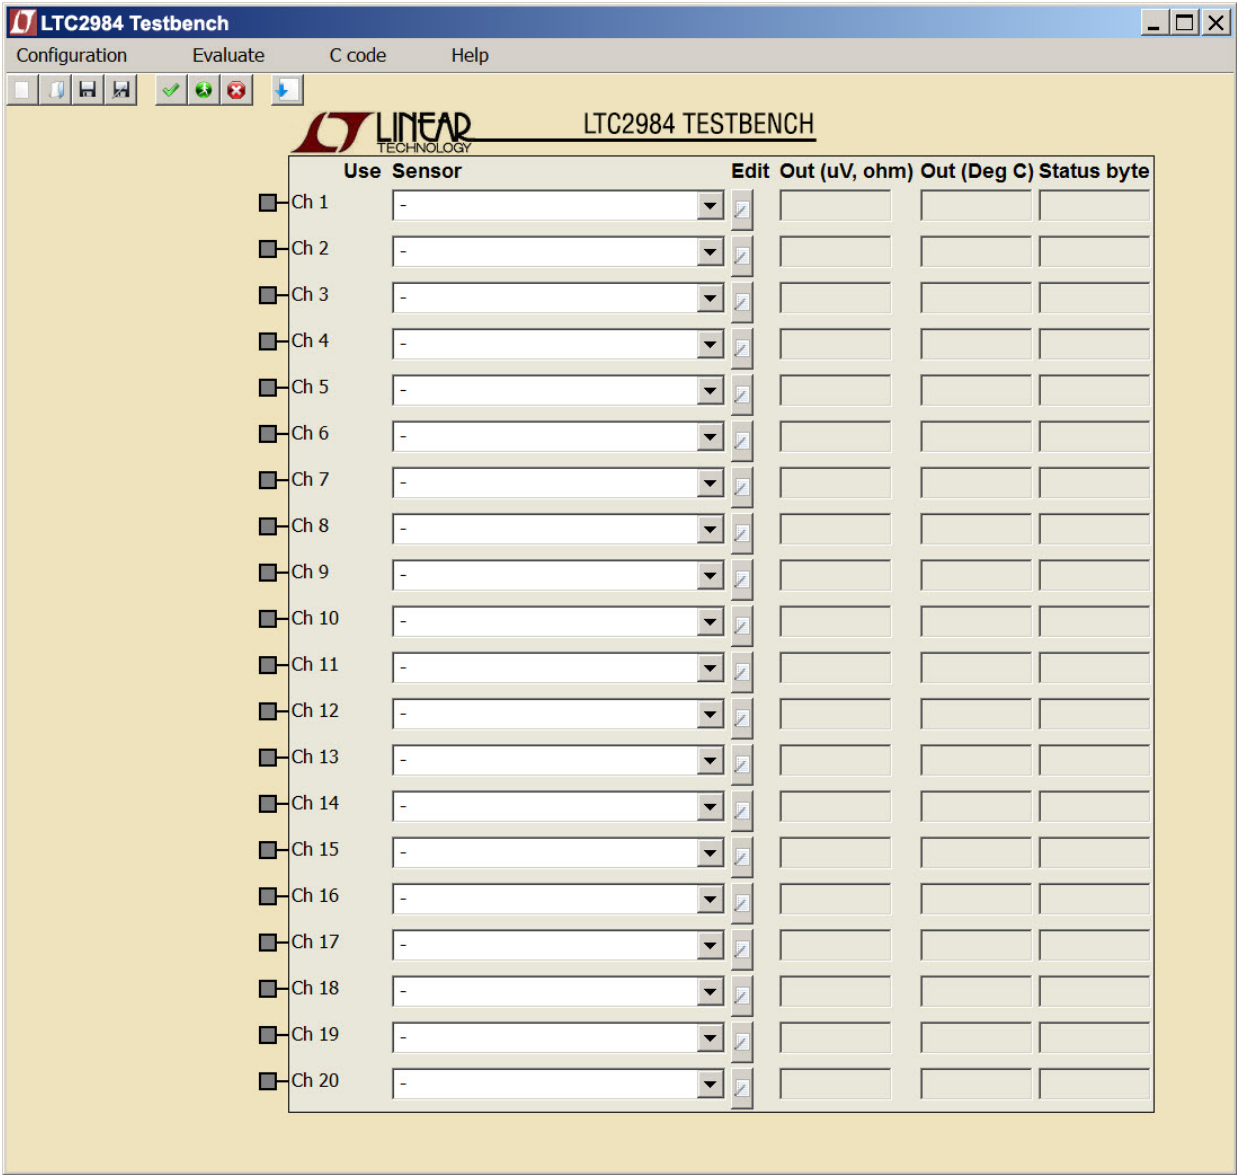 LTC2984 Testbench
Configuration Evaluate C code Help
LINEAR TECHNOLOGY
LTC2984 TESTBENCH
Use Sensor Edit Out (uV, ohm) Out (Deg C) Status byte
Ch 1 -
Ch 2 -
Ch 3 -
Ch 4 -
Ch 5 -
Ch 6 -
Ch 7 -
Ch 8 -
Ch 9 -
Ch 10 -
Ch 11 -
Ch 12 -
Ch 13 -
Ch 14 -
Ch 15 -
Ch 16 -
Ch 17 -
Ch 18 -
Ch 19 -
Ch 20 -